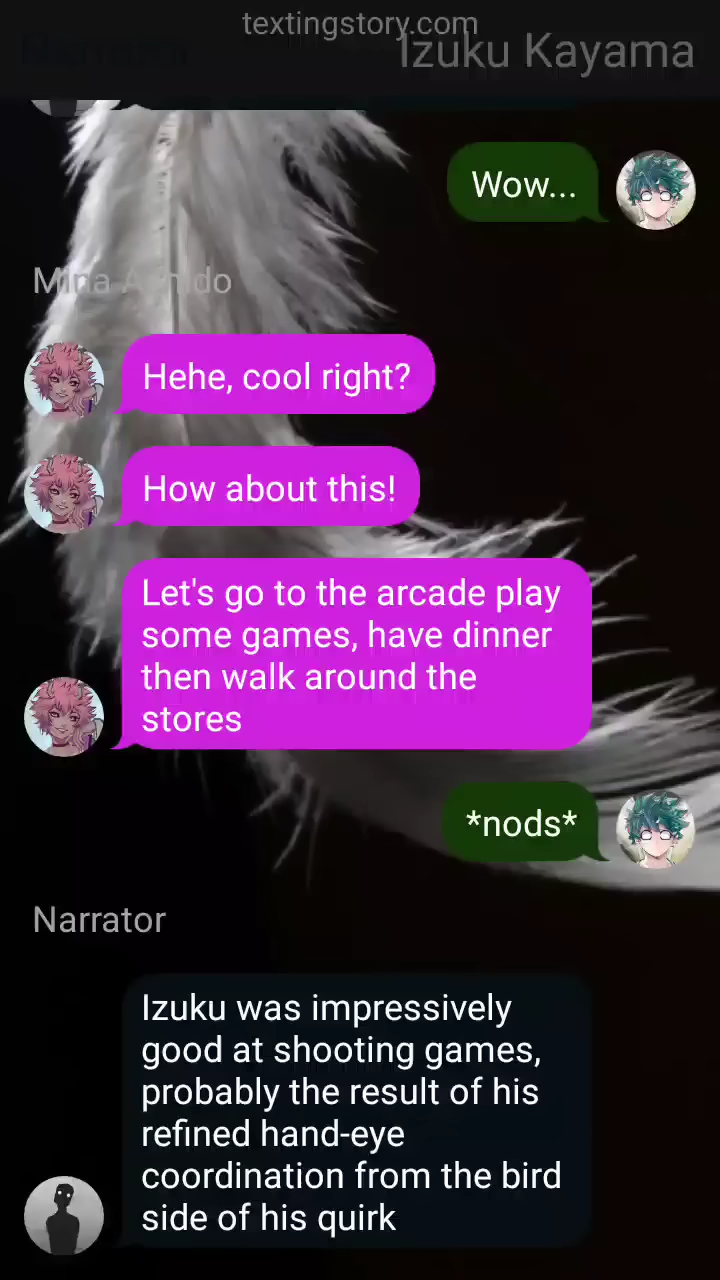 textingstory.com
Izuku Kayama
Wow...
Mina Ashido
Hehe, cool right?
How about this!
Let's go to the arcade play
some games, have dinner
then walk around the
stores
*nods*
Narrator
Izuku was impressively
good at shooting games,
probably the result of his
refined hand-eye
coordination from the bird
side of his quirk